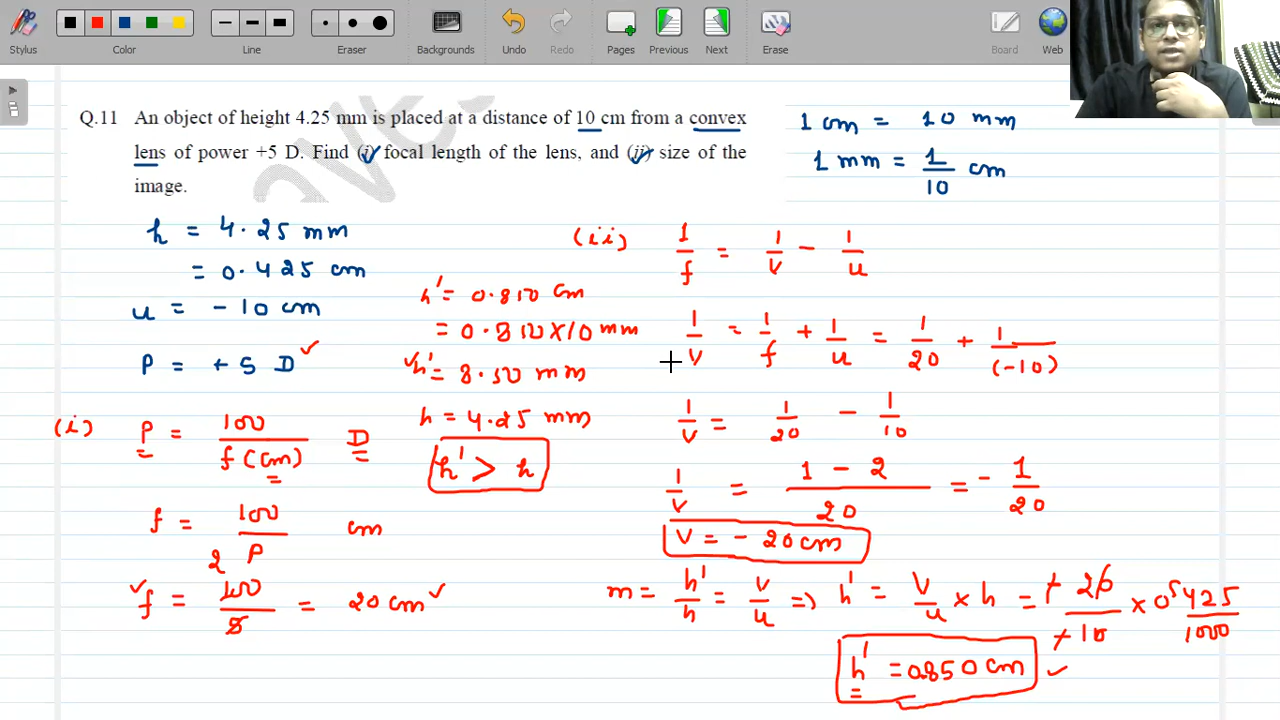 Stylus
Color
Line
Eraser
Backgrounds
Undo
Redo
Pages
Previous
Next
Erase
Board
Web
Q.11 An object of height 4.25 mm is placed at a distance of 10 cm from a convex
lens of power +5 D. Find (i) focal length of the lens, and (ii) size of the
image.
1 cm = 10 mm
1 mm = 1/10 cm
h = 4.25 mm
= 0.425 cm
u = - 10 cm
P = + 5 D
(i) P = 100/f(cm) D
f = 100/P cm
f = 100/5 = 20 cm
h' = 0.850 cm
= 0.850 X 10 mm
h' = 8.50 mm
h = 4.25 mm
h' > h
(ii) 1/f = 1/v - 1/u
1/v = 1/f + 1/u = 1/20 + 1/(-10)
1/v = 1/20 - 1/10
1/v = 1 - 2/20 = - 1/20
v = - 20 cm
m = h'/h = v/u => h' = v/u × h
h' = 0.850 cm